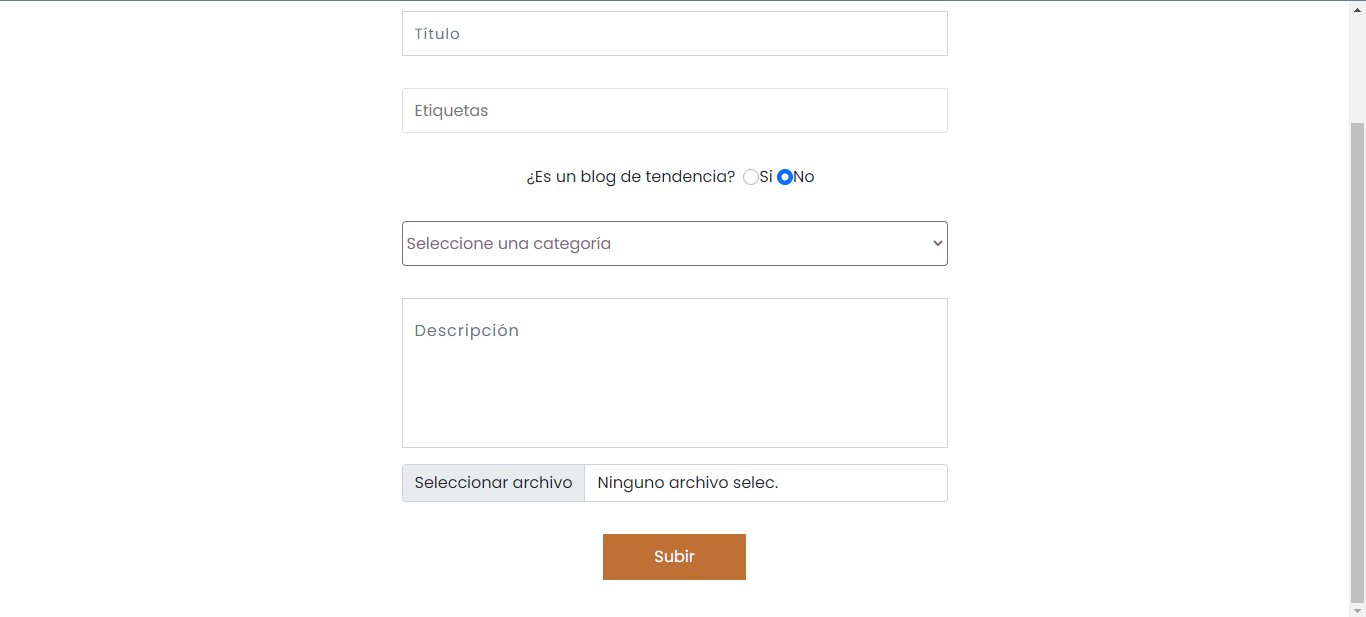 Título
Etiquetas
¿Es un blog de tendencia? Si No
Seleccione una categoría
Descripción
Seleccionar archivo Ninguno archivo selec.
Subir